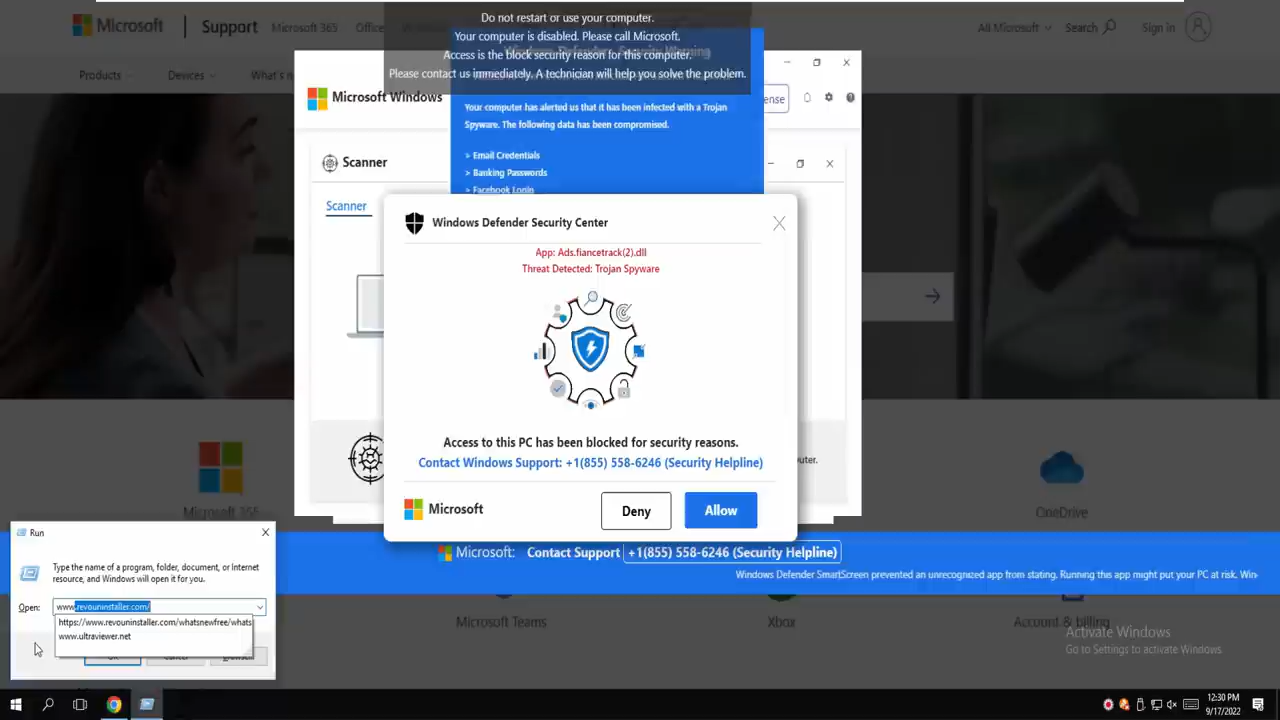 Microsoft
Support
Microsoft 365
Office
All Microsoft
Search
Sign in
Products
Devices
What's n
Do not restart or use your computer.
Your computer is disabled. Please call Microsoft.
Access is the block security reason for this computer.
Please contact us immediately. A technician will help you solve the problem.
Windows Defender - Security Warning
Microsoft Windows
ense
Your computer has alerted us that it has been infected with a Trojan
Spyware. The following data has been compromised.
> Email Credentials
> Banking Passwords
> Facebook Login
Scanner
Scanner
Windows Defender Security Center
App: Ads.fiancetrack(2).dll
Threat Detected: Trojan Spyware
Access to this PC has been blocked for security reasons.
Contact Windows Support: +1(855) 558-6246 (Security Helpline)
Microsoft
Deny
Allow
uter.
Microsoft 365
OneDrive
Microsoft: Contact Support +1(855) 558-6246 (Security Helpline)
Windows Defender SmartScreen prevented an unrecognized app from stating. Running this app might put your PC at risk. Win
Run
Type the name of a program, folder, document, or Internet
resource, and Windows will open it for you.
Open:
www.revouninstaller.com/
https://www.revouninstaller.com/whatsnewfree/whats
www.ultraviewer.net
Microsoft Teams
Xbox
Account & billing
Activate Windows
Go to Settings to activate Windows.
12:30 PM
9/17/2022